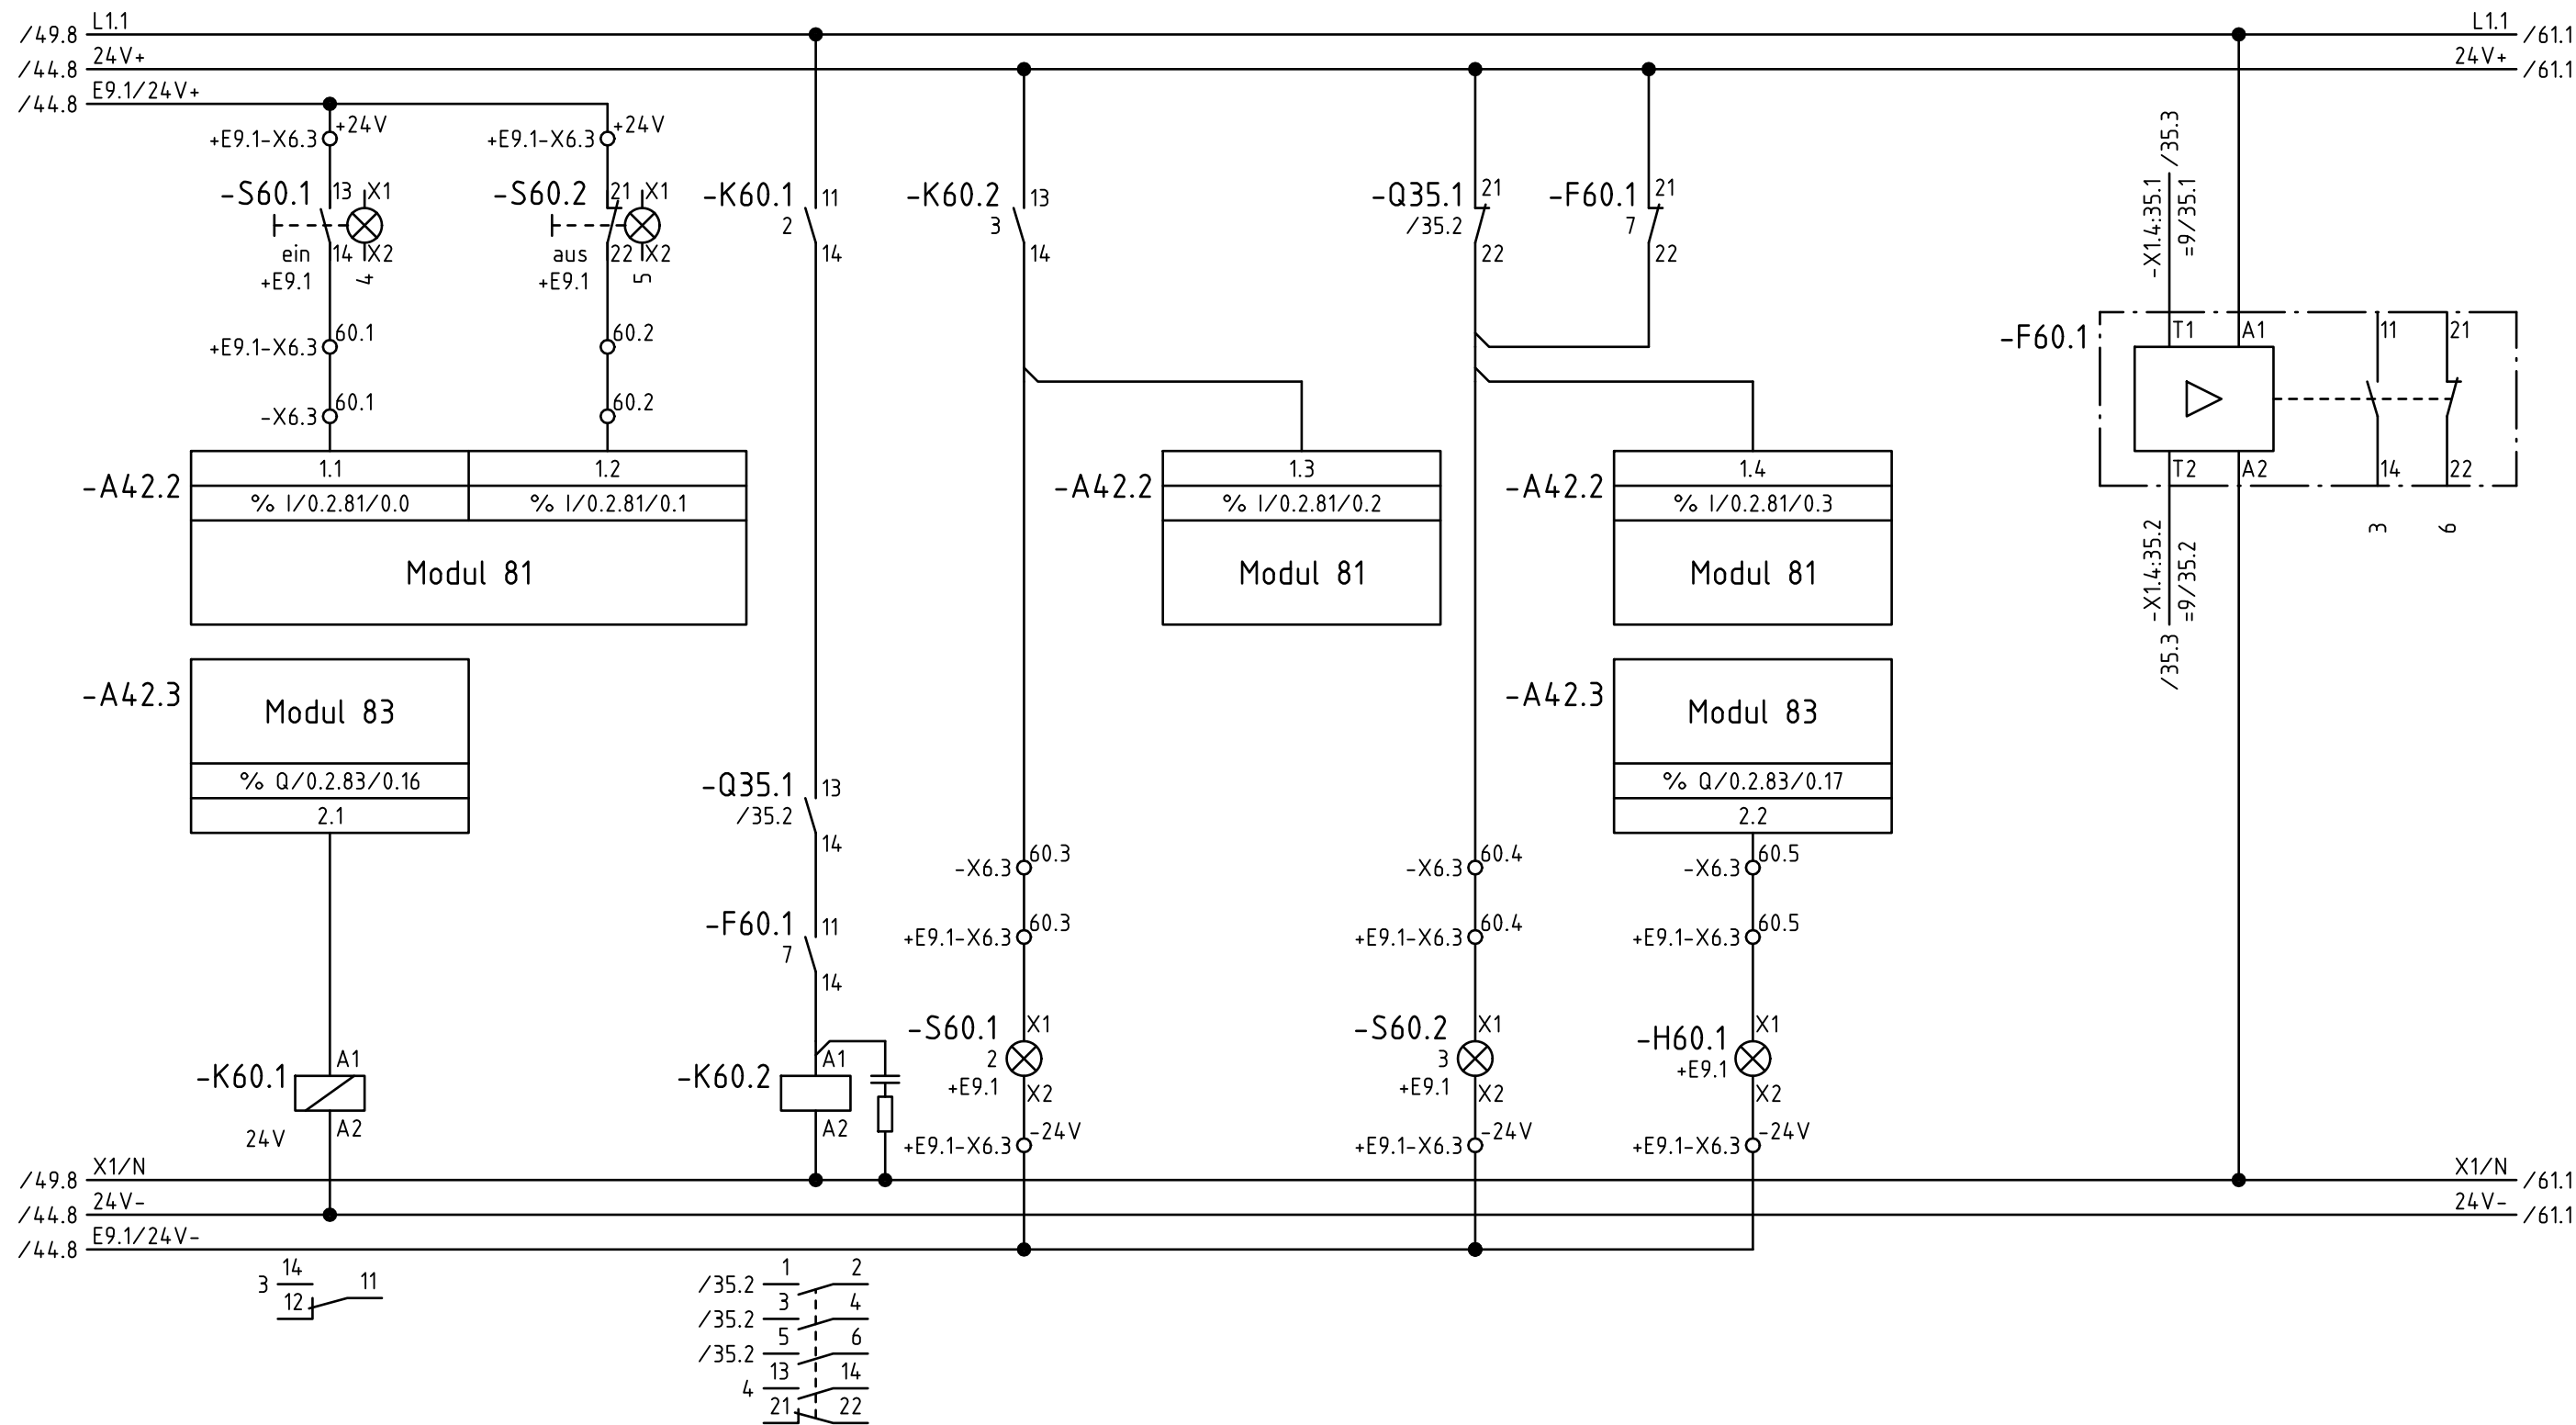 /49.8 L1.1 L1.1 /61.1
/44.8 24V+ 24V+ /61.1
/44.8 E9.1/24V+
+E9.1-X6.3 +24V
-S60.1 13 X1
ein 14 X2
+E9.1 4
+E9.1-X6.3 60.1
-X6.3 60.1
+E9.1-X6.3 +24V
-S60.2 21 X1
aus 22 X2
+E9.1 5
60.2
60.2
-A42.2
1.1 1.2
% I/0.2.81/0.0 % I/0.2.81/0.1
Modul 81
-A42.3
Modul 83
% Q/0.2.83/0.16
2.1
-K60.1 A1
24V A2
-K60.1 11
2
14
-Q35.1 13
/35.2
14
-F60.1 11
7
14
-K60.2 A1
A2
-K60.2 13
3
14
-A42.2
1.3
% I/0.2.81/0.2
Modul 81
-X6.3 60.3
+E9.1-X6.3 60.3
-S60.1 X1
2
+E9.1 X2
+E9.1-X6.3 -24V
-Q35.1 21
/35.2
22
-F60.1 21
7
22
-A42.2
1.4
% I/0.2.81/0.3
Modul 81
-A42.3
Modul 83
% Q/0.2.83/0.17
2.2
-X6.3 60.4
+E9.1-X6.3 60.4
-S60.2 X1
3
+E9.1 X2
+E9.1-X6.3 -24V
-X6.3 60.5
+E9.1-X6.3 60.5
-H60.1 X1
+E9.1
X2
+E9.1-X6.3 -24V
/35.3
-X1.4:35.1
=9/35.1
-F60.1
T1 A1 11 21
T2 A2 14 22
3 6
-X1.4:35.2
=9/35.2
/35.3
/49.8 X1/N X1/N /61.1
/44.8 24V- 24V- /61.1
/44.8 E9.1/24V-
3 14 11
12
/35.2 1 2
/35.2 3 4
/35.2 5 6
4 13 14
21 22